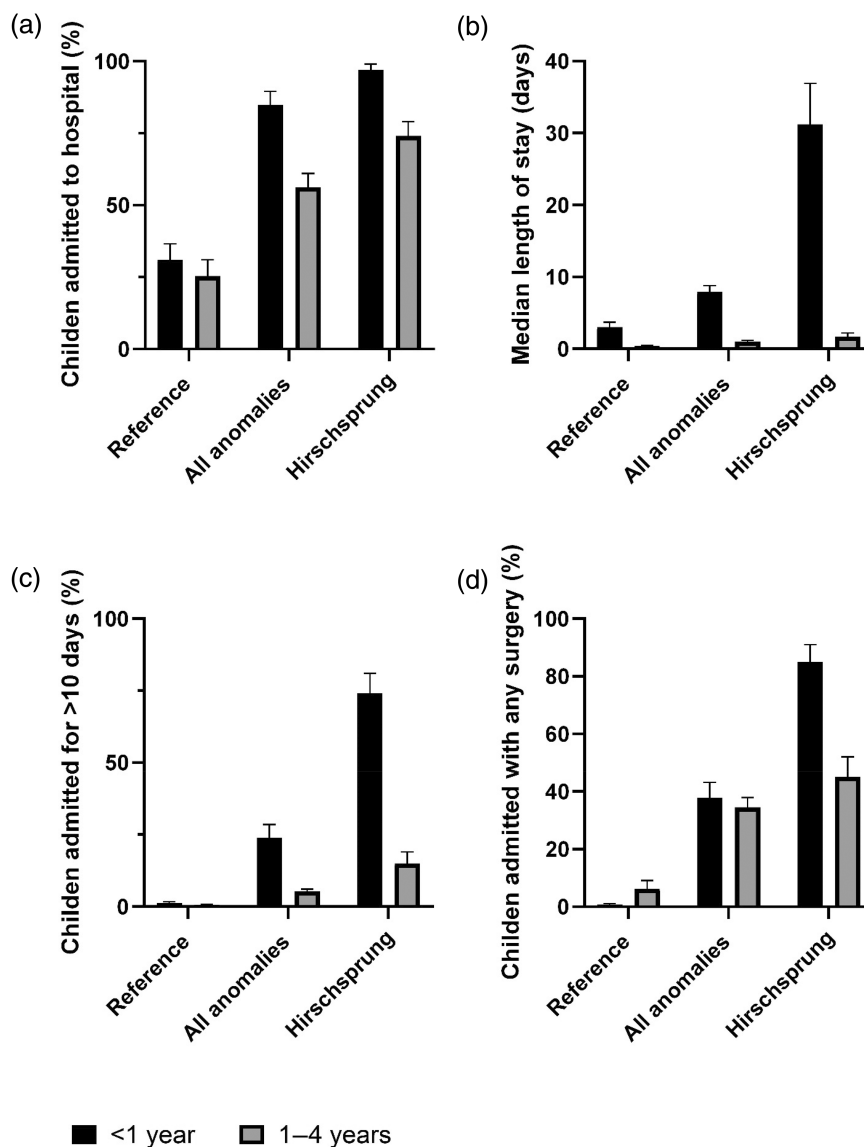 (a)
Childen admitted to hospital (%)
100
50
0
Reference
All anomalies
Hirschsprung
(b)
Median length of stay (days)
40
30
20
10
0
Reference
All anomalies
Hirschsprung
(c)
Childen admitted for >10 days (%)
100
50
0
Reference
All anomalies
Hirschsprung
(d)
Childen admitted with any surgery (%)
100
80
60
40
20
0
Reference
All anomalies
Hirschsprung
<1 year
1–4 years